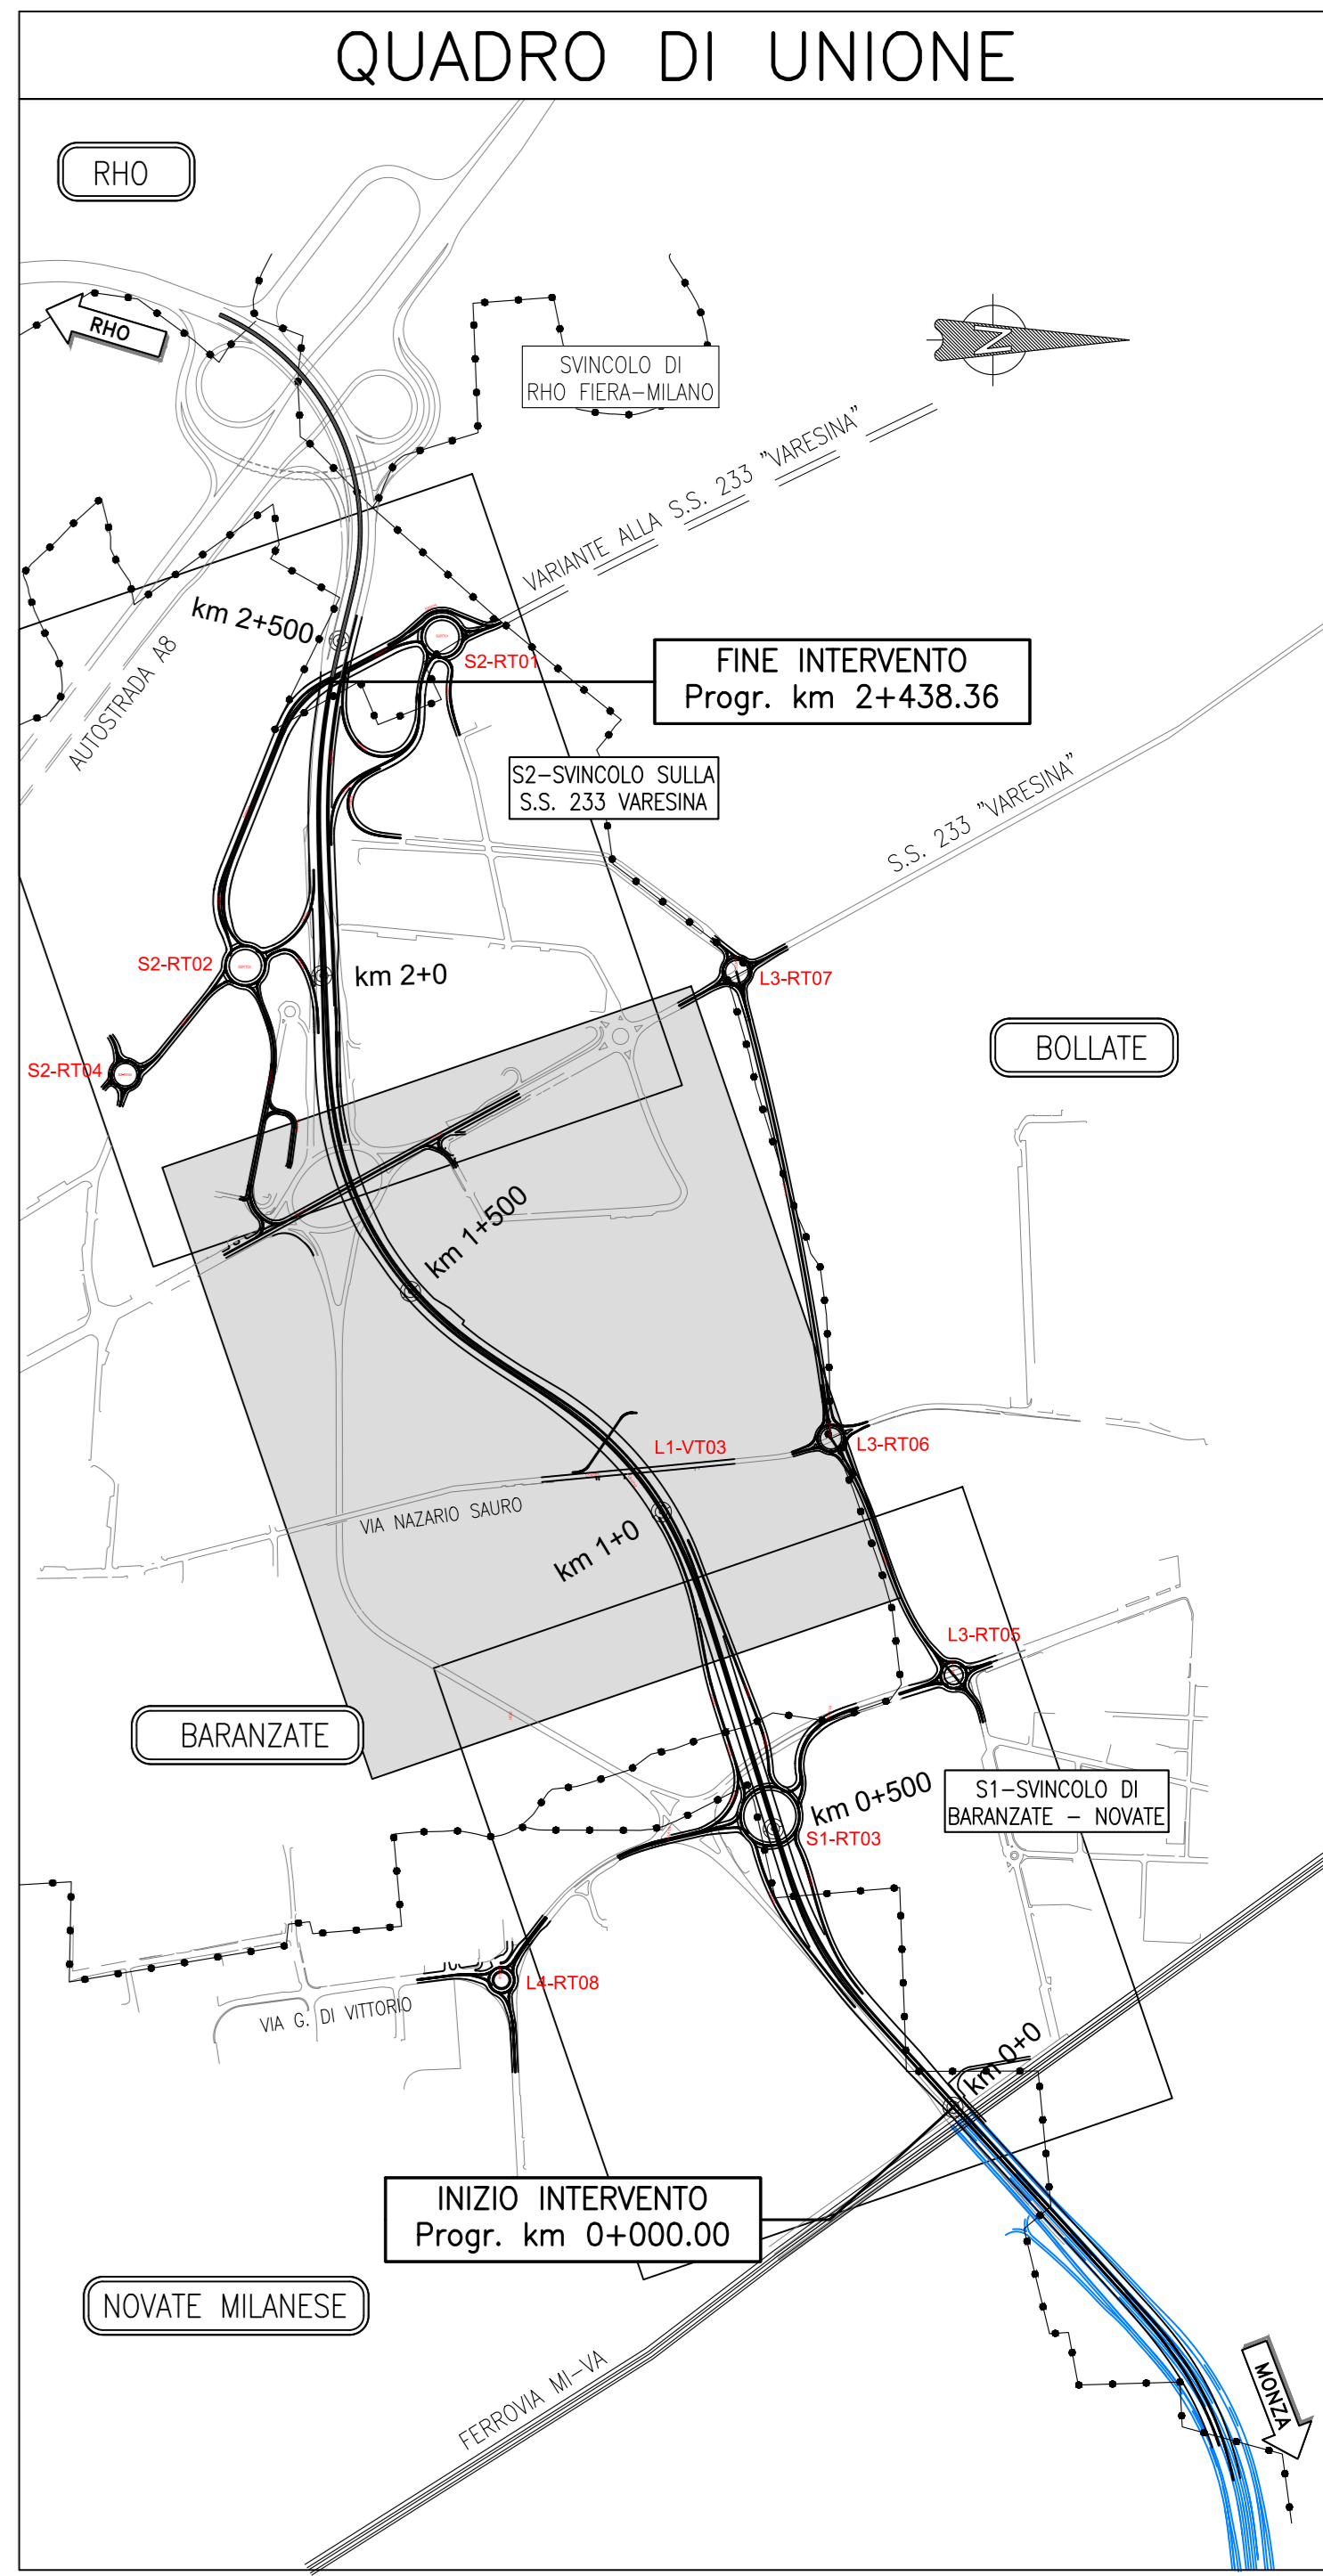 QUADRO DI UNIONE
RHO
RHO
N
SVINCOLO DI
RHO FIERA-MILANO
VARIANTE ALLA S.S. 233 "VARESINA"
km 2+500
AUTOSTRADA A8
S2-RT01
FINE INTERVENTO
Progr. km 2+438.36
S2-SVINCOLO SULLA
S.S. 233 VARESINA
S.S. 233 "VARESINA"
S2-RT02
km 2+0
L3-RT07
S2-RT04
BOLLATE
km 1+500
L1-VT03
L3-RT06
VIA NAZARIO SAURO
km 1+0
L3-RT05
BARANZATE
km 0+500
S1-SVINCOLO DI
BARANZATE - NOVATE
S1-RT03
L4-RT08
VIA G. DI VITTORIO
km 0+0
INIZIO INTERVENTO
Progr. km 0+000.00
NOVATE MILANESE
FERROVIA MI-VA
MONZA